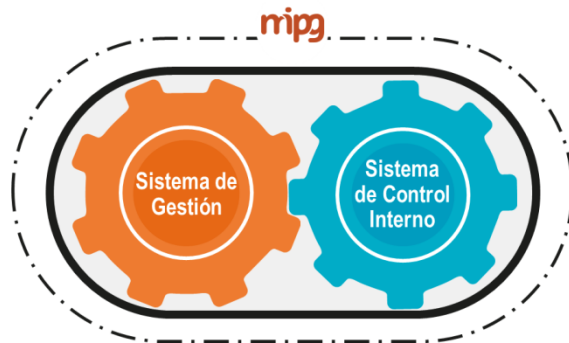 mipg
Sistema de
Gestión
Sistema
de Control
Interno